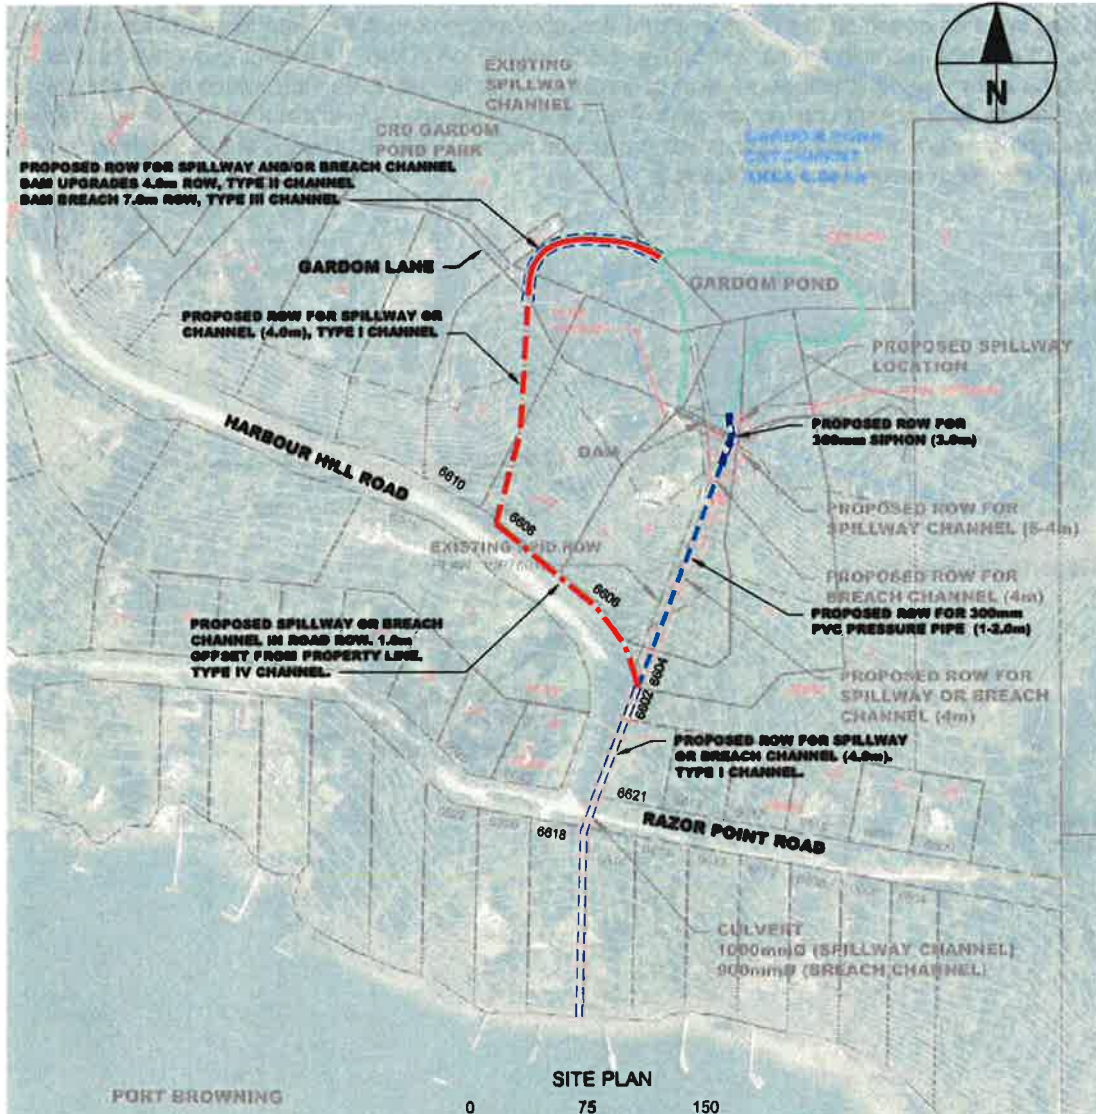 N
EXISTING
SPILLWAY
CHANNEL
CRD GARDOM
POND PARK
GARDOM POND
CATCHMENT
PROPOSED ROW FOR SPILLWAY AND/OR BREACH CHANNEL
DAM UPGRADES 4.0m ROW, TYPE II CHANNEL
DAM BREACH 7.0m ROW, TYPE III CHANNEL
GARDOM LANE
GARDOM POND
PROPOSED ROW FOR SPILLWAY OR
CHANNEL (4.0m), TYPE I CHANNEL
PROPOSED SPILLWAY
LOCATION
PROPOSED ROW FOR
300mm SIPHON (3.0m)
HARBOUR HILL ROAD
DAM
6610
6608
PROPOSED ROW FOR
SPILLWAY CHANNEL (6-4m)
EXISTING ROW
PROPOSED ROW FOR
BREACH CHANNEL (4m)
6606
PROPOSED ROW FOR 300mm
PVC PRESSURE PIPE (1-2.0m)
PROPOSED SPILLWAY OR BREACH
CHANNEL IN ROAD ROW. 1.0m
OFFSET FROM PROPERTY LINE.
TYPE IV CHANNEL.
6604
6602
PROPOSED ROW FOR
SPILLWAY OR BREACH
CHANNEL (4m)
PROPOSED ROW FOR SPILLWAY
OR BREACH CHANNEL (4.0m).
TYPE I CHANNEL.
6621
6618
RAZOR POINT ROAD
CULVERT
1000mmØ (SPILLWAY CHANNEL)
900mmØ (BREACH CHANNEL)
SITE PLAN
PORT BROWNING
0 75 150